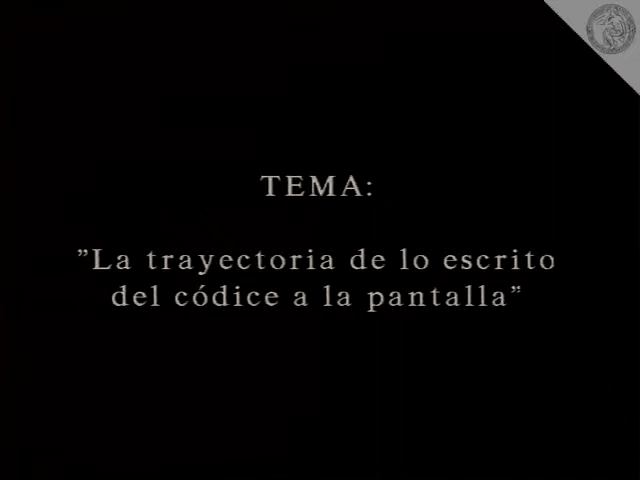 TEMA:
”La trayectoria de lo escrito
del códice a la pantalla”